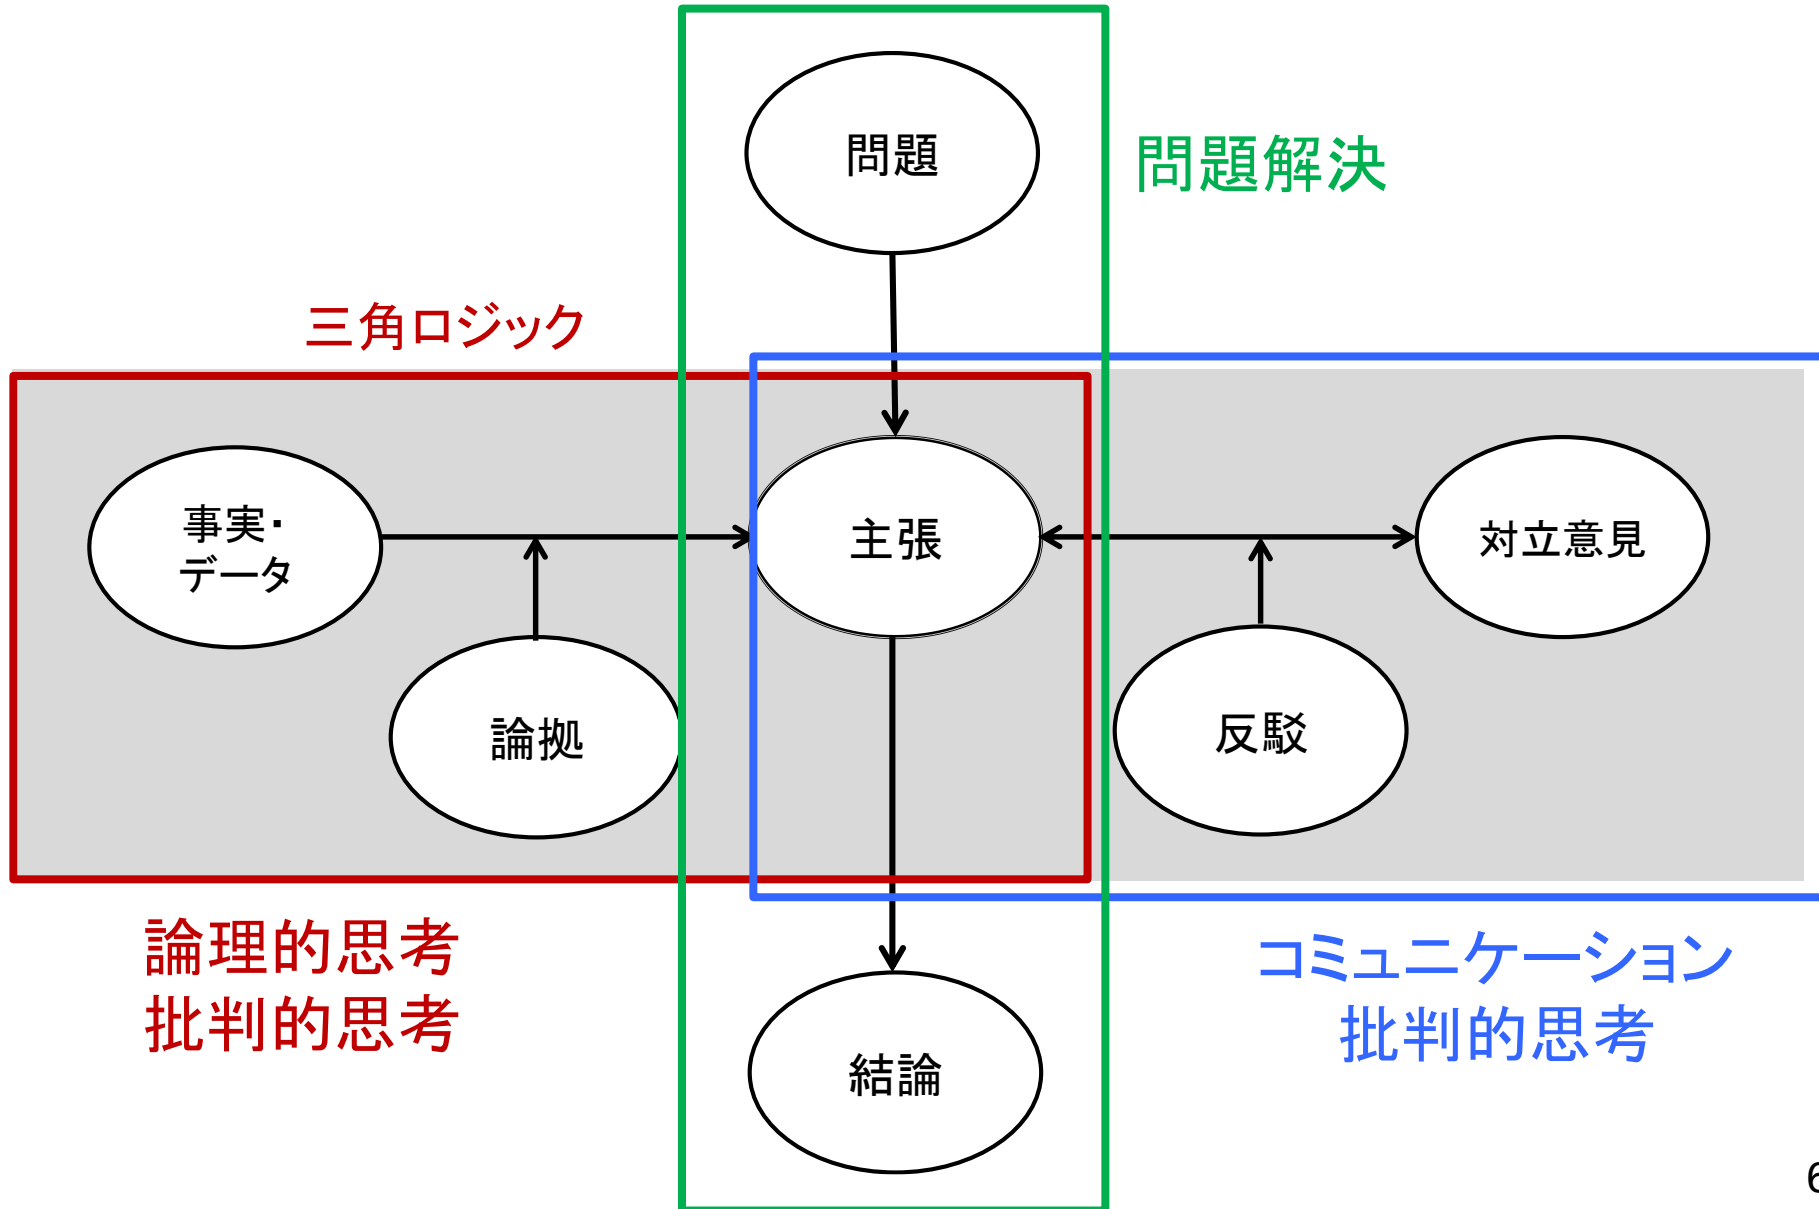 問題
問題解決
三角ロジック
事実・
データ
主張
対立意見
論拠
反駁
論理的思考
批判的思考
コミュニケーション
批判的思考
結論
6